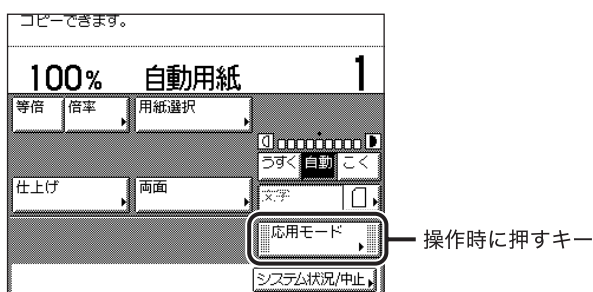 コピーできます。
100% 自動用紙 1
等倍 倍率 用紙選択
うすく 自動 こく
仕上げ 両面 文字
応用モード 操作時に押すキー
システム状況/中止